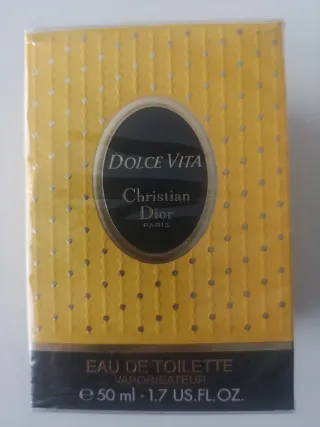 DOLCE VITA
Christian
Dior
PARIS
EAU DE TOILETTE
VAPORISATEUR
℮ 50 ml - 1.7 US.FL.OZ.